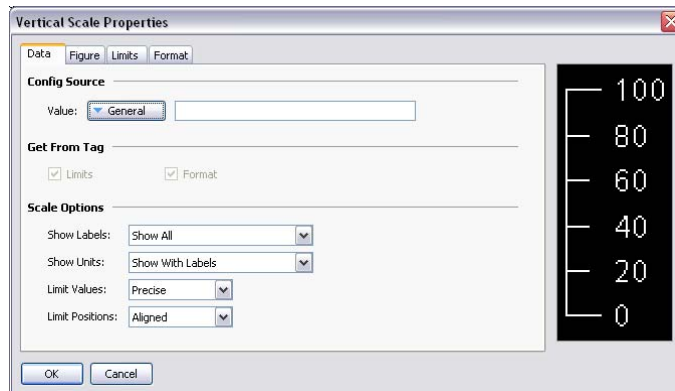 Vertical Scale Properties
Data Figure Limits Format
Config Source
Value: General
Get From Tag
Limits Format
Scale Options
Show Labels: Show All
Show Units: Show With Labels
Limit Values: Precise
Limit Positions: Aligned
OK Cancel
100
80
60
40
20
0